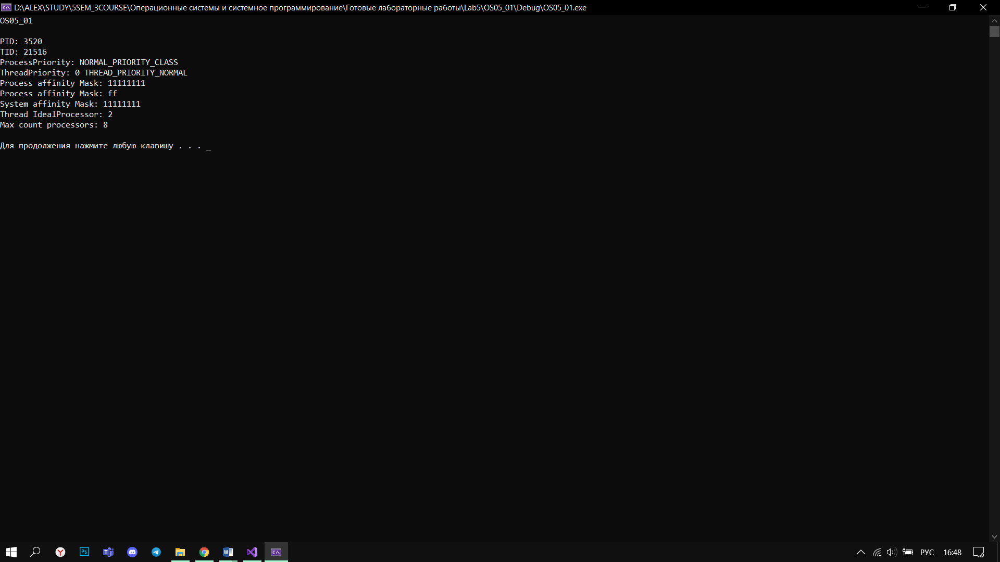 D:\ALEX\STUDY\5SEM_3COURSE\Операционные системы и системное программирование\Готовые лабораторные работы\Lab5\OS05_01\Debug\OS05_01.exe
OS05_01
PID: 3520
TID: 21516
ProcessPriority: NORMAL_PRIORITY_CLASS
ThreadPriority: 0 THREAD_PRIORITY_NORMAL
Process affinity Mask: 11111111
Process affinity Mask: ff
System affinity Mask: 11111111
Thread IdealProcessor: 2
Max count processors: 8
Для продолжения нажмите любую клавишу . . . _
РУС 16:48